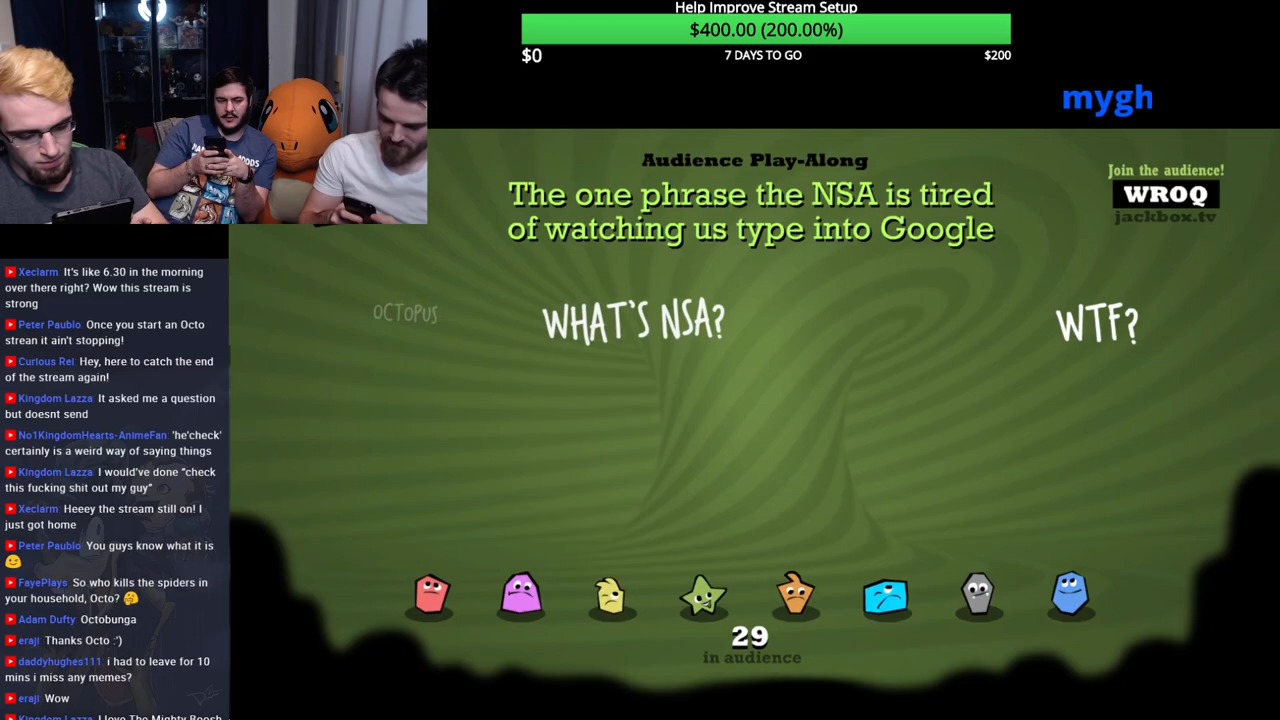 Help Improve Stream Setup
$400.00 (200.00%)
$0
7 DAYS TO GO
$200
mygh
Audience Play-Along
The one phrase the NSA is tired
of watching us type into Google
Join the audience!
WROQ
jackbox.tv
OCTOPUS
WHAT'S NSA?
WTF?
29
in audience
Xeclarm It's like 6.30 in the morning
over there right? Wow this stream is
strong
Peter Paublo Once you start an Octo
strean it ain't stopping!
Curious Rei Hey, here to catch the end
of the stream again!
Kingdom Lazza It asked me a question
but doesnt send
No1KingdomHearts-AnimeFan 'he'check'
certainly is a weird way of saying things
Kingdom Lazza I would've done "check
this fucking shit out my guy"
Xeclarm Heeey the stream still on! I
just got home
Peter Paublo You guys know what it is
FayePlays So who kills the spiders in
your household, Octo?
Adam Dufty Octobunga
eraji Thanks Octo :')
daddyhughes111 i had to leave for 10
mins i miss any memes?
eraji Wow
Kingdom Lazza I love The Mighty Boosh